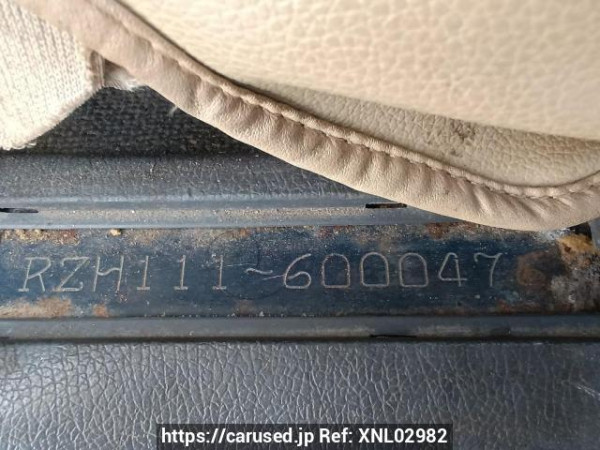 RZH111-600047
https://carused.jp Ref: XNL02982